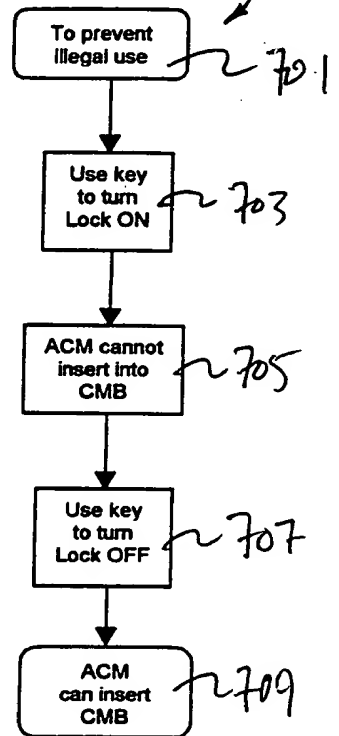 To prevent
illegal use
701
Use key
to turn
Lock ON
703
ACM cannot
insert into
CMB
705
Use key
to turn
Lock OFF
707
ACM
can insert
CMB
709